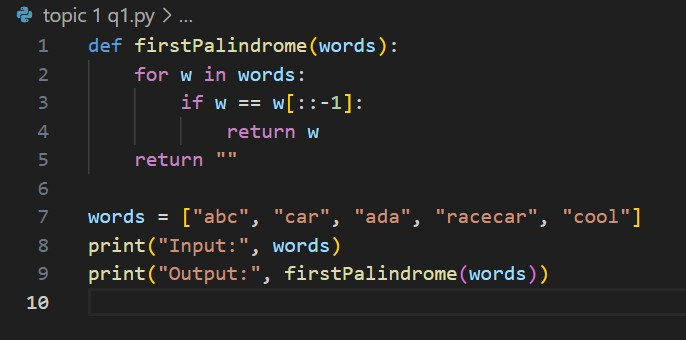 topic 1 q1.py > ...
1 def firstPalindrome(words):
2     for w in words:
3         if w == w[::-1]:
4             return w
5     return ""
6
7 words = ["abc", "car", "ada", "racecar", "cool"]
8 print("Input:", words)
9 print("Output:", firstPalindrome(words))
10